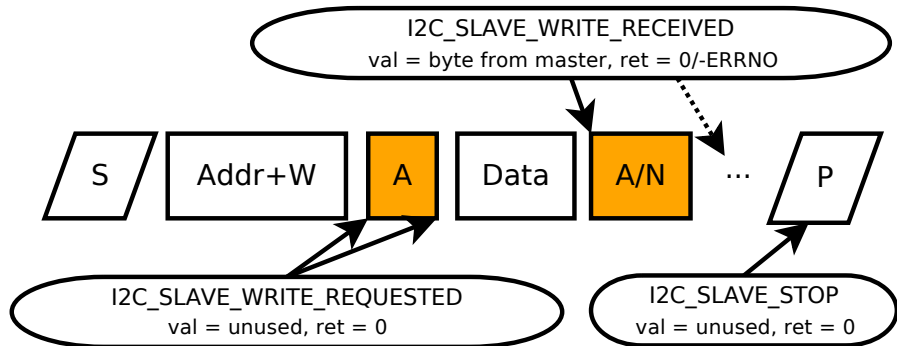 I2C_SLAVE_WRITE_RECEIVED
val = byte from master, ret = 0/-ERRNO
S Addr+W A Data A/N ... P
I2C_SLAVE_WRITE_REQUESTED
val = unused, ret = 0
I2C_SLAVE_STOP
val = unused, ret = 0